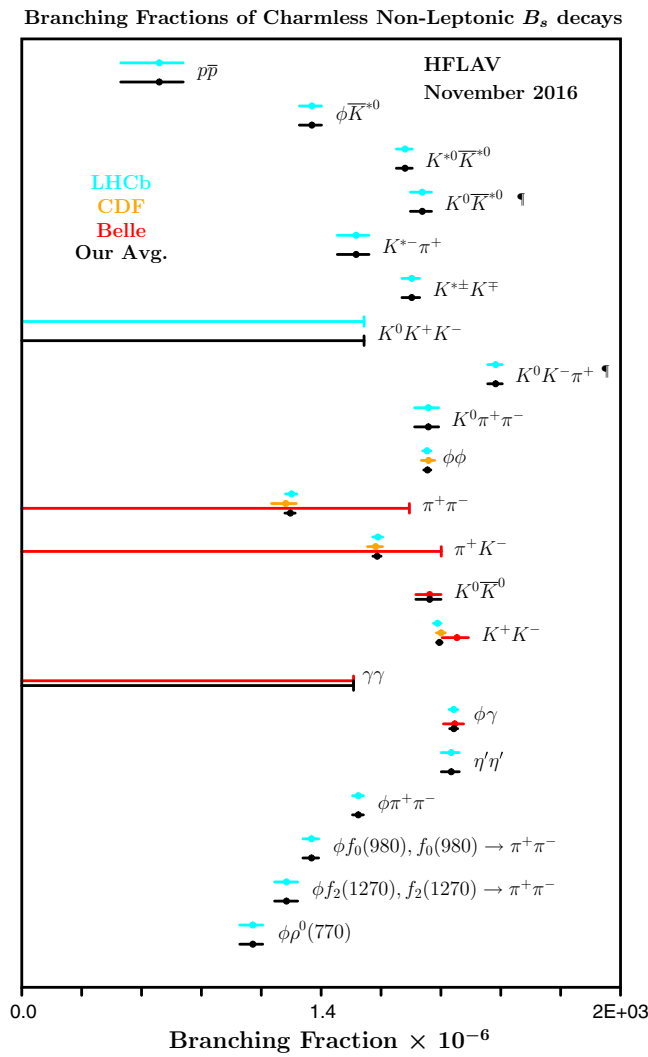 Branching Fractions of Charmless Non-Leptonic Bₛ decays
HFLAV
November 2016
LHCb
CDF
Belle
Our Avg.
pp̅
ϕK̅*⁰
K*⁰K̅*⁰
K⁰K̅*⁰ ¶
K*⁻π⁺
K*±K∓
K⁰K⁺K⁻
K⁰K⁻π⁺ ¶
K⁰π⁺π⁻
ϕϕ
π⁺π⁻
π⁺K⁻
K⁰K̅⁰
K⁺K⁻
γγ
ϕγ
η′η′
ϕπ⁺π⁻
ϕf₀(980), f₀(980) → π⁺π⁻
ϕf₂(1270), f₂(1270) → π⁺π⁻
ϕρ⁰(770)
0.0 1.4 2E+03
Branching Fraction × 10⁻⁶